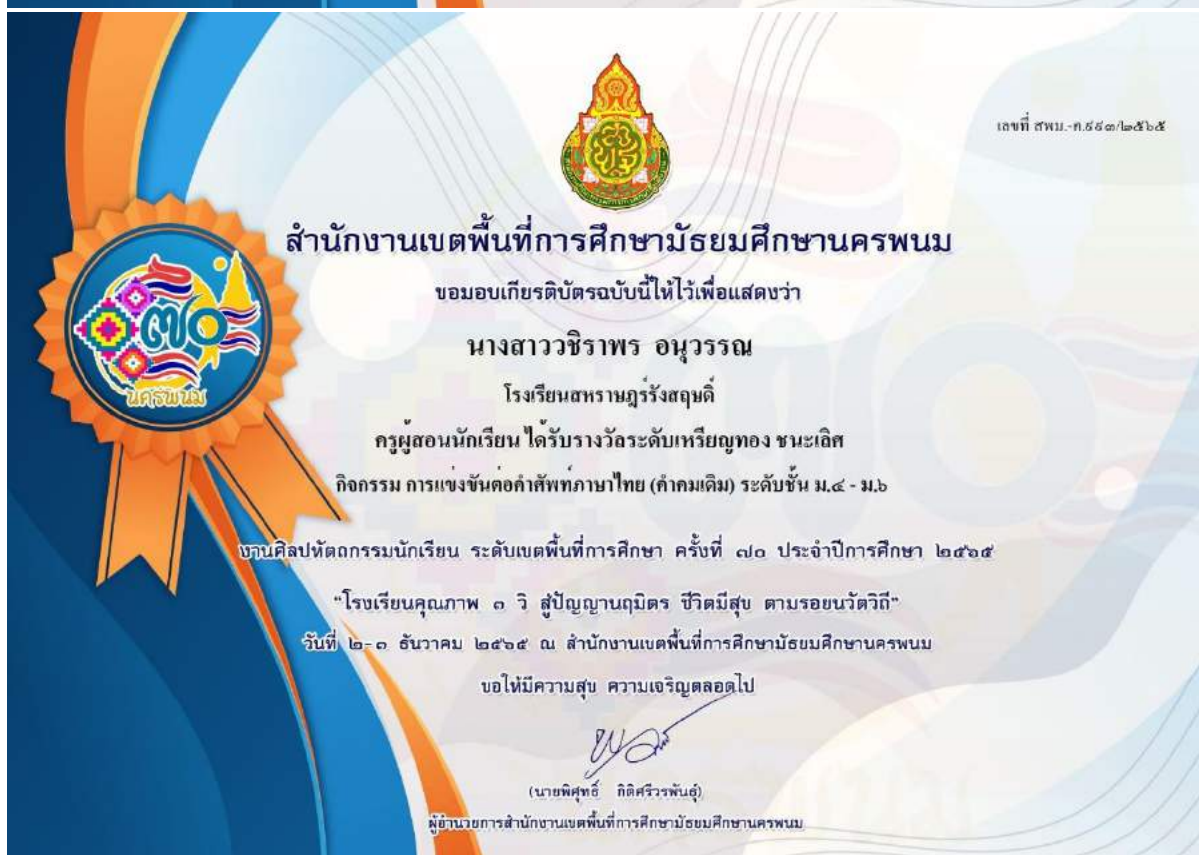 เลขที่ สพม.-ค.๕๕๓/๒๕๖๕
สำนักงานเขตพื้นที่การศึกษามัธยมศึกษานครพนม
ขอมอบเกียรติบัตรฉบับนี้ให้ไว้เพื่อแสดงว่า
นางสาววชิราพร อนุวรรณ
โรงเรียนสหราษฎร์รังสฤษดิ์
ครูผู้สอนนักเรียน ได้รับรางวัลระดับเหรียญทอง ชนะเลิศ
กิจกรรม การแข่งขันต่อคำศัพท์ภาษาไทย (คำคมเดิม) ระดับชั้น ม.๔ - ม.๖
งานศิลปหัตถกรรมนักเรียน ระดับเขตพื้นที่การศึกษา ครั้งที่ ๗๐ ประจำปีการศึกษา ๒๕๖๕
"โรงเรียนคุณภาพ ๓ วิ สู่ปัญญานฤมิตร ชีวิตมีสุข ตามรอยนวัตวิถี"
วันที่ ๒-๓ ธันวาคม ๒๕๖๕ ณ สำนักงานเขตพื้นที่การศึกษามัธยมศึกษานครพนม
ขอให้มีความสุข ความเจริญตลอดไป
(นายพิศุทธิ์ กิติศรีวรพันธุ์)
ผู้อำนวยการสำนักงานเขตพื้นที่การศึกษามัธยมศึกษานครพนม
๗๐
นครพนม